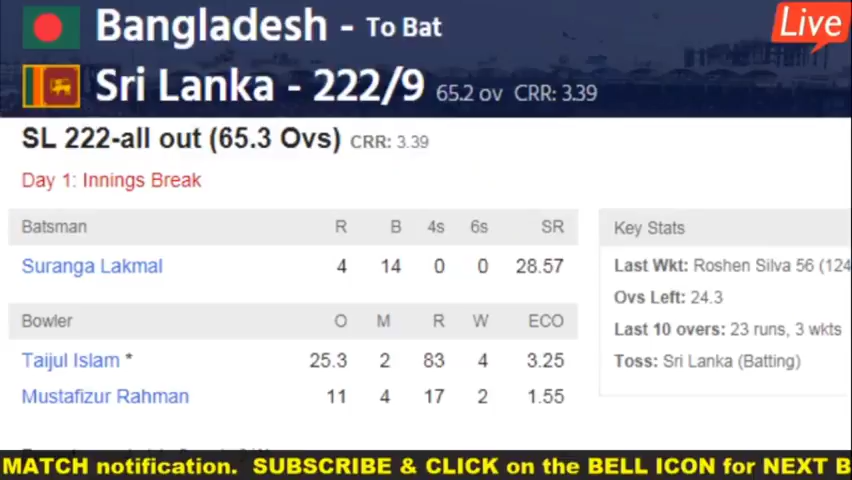 Bangladesh - To Bat
Live
Sri Lanka - 222/9 65.2 ov CRR: 3.39
SL 222-all out (65.3 Ovs) CRR: 3.39
Day 1: Innings Break
Batsman R B 4s 6s SR
Suranga Lakmal 4 14 0 0 28.57
Bowler O M R W ECO
Taijul Islam * 25.3 2 83 4 3.25
Mustafizur Rahman 11 4 17 2 1.55
Key Stats
Last Wkt: Roshen Silva 56 (124
Ovs Left: 24.3
Last 10 overs: 23 runs, 3 wkts
Toss: Sri Lanka (Batting)
MATCH notification. SUBSCRIBE & CLICK on the BELL ICON for NEXT B